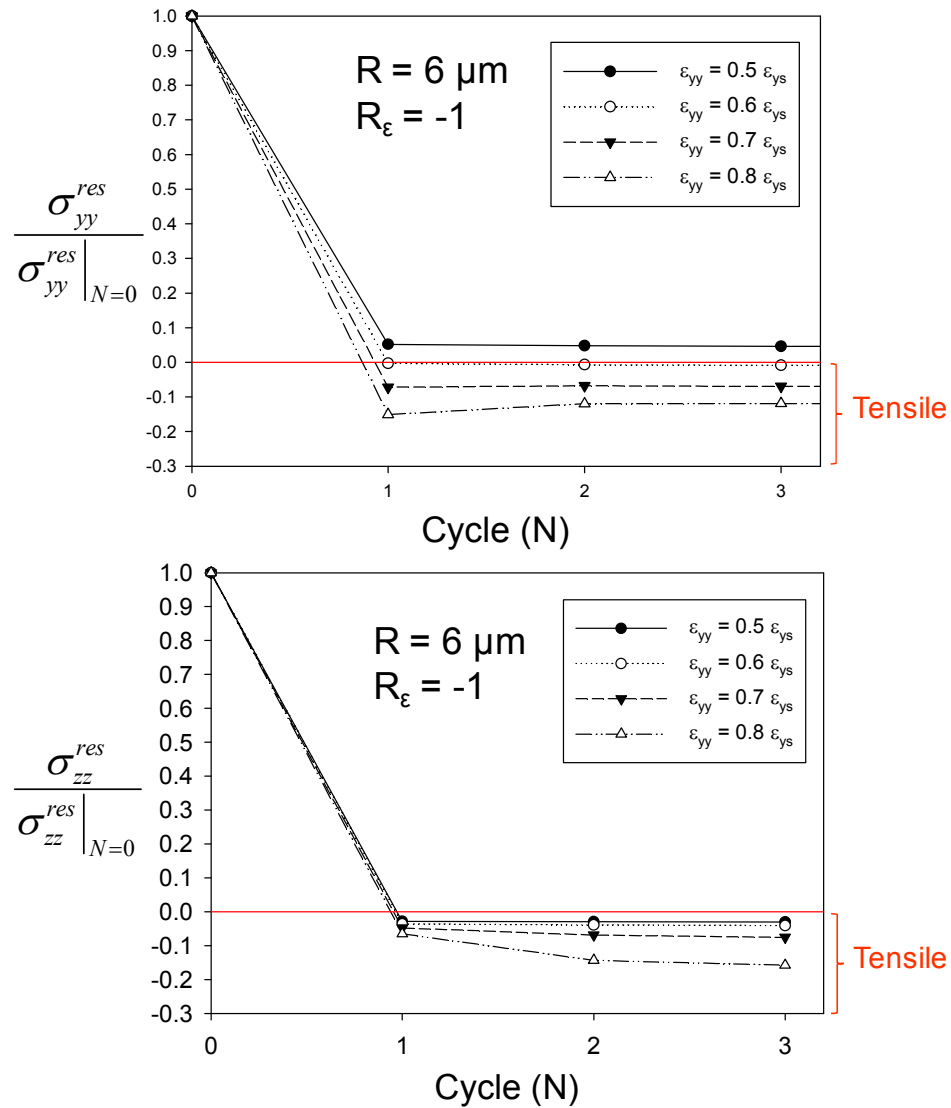 1.0
0.9
0.8
0.7
0.6
0.5
0.4
0.3
0.2
0.1
0.0
-0.1
-0.2
-0.3
σ_yy^res
σ_yy^res|N=0
R = 6 µm
Rε = -1
εyy = 0.5 εys
εyy = 0.6 εys
εyy = 0.7 εys
εyy = 0.8 εys
Tensile
0 1 2 3
Cycle (N)
1.0
0.9
0.8
0.7
0.6
0.5
0.4
0.3
0.2
0.1
0.0
-0.1
-0.2
-0.3
σ_zz^res
σ_zz^res|N=0
R = 6 µm
Rε = -1
εyy = 0.5 εys
εyy = 0.6 εys
εyy = 0.7 εys
εyy = 0.8 εys
Tensile
0 1 2 3
Cycle (N)